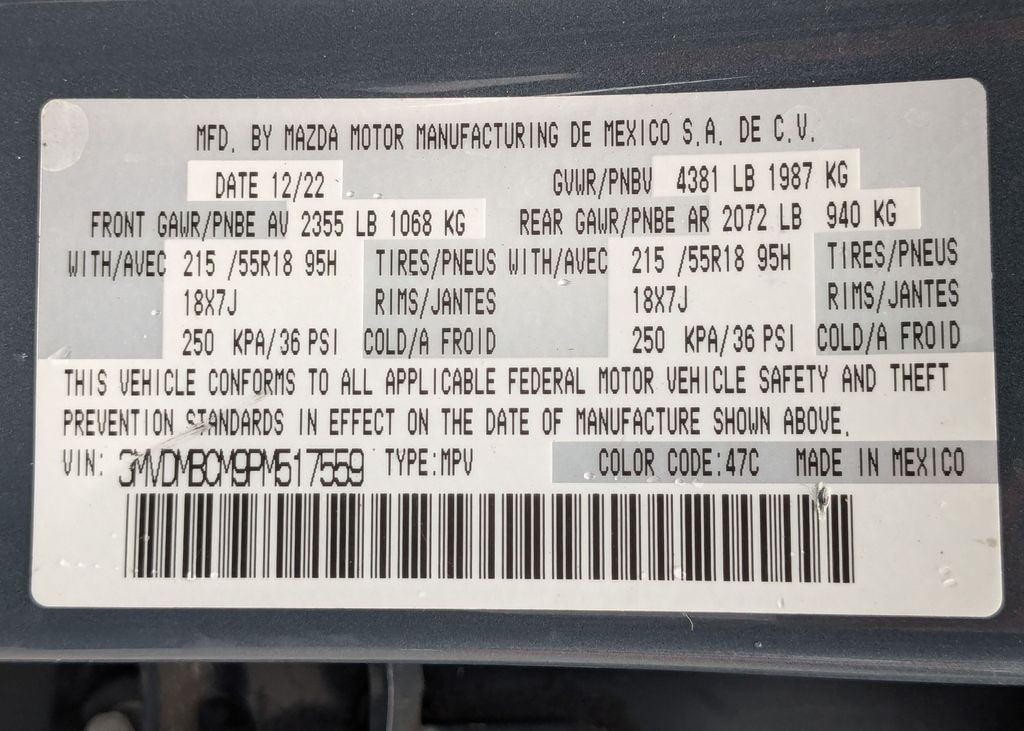 MFD. BY MAZDA MOTOR MANUFACTURING DE MEXICO S.A. DE C.V.
DATE 12/22 GVWR/PNBV 4381 LB 1987 KG
FRONT GAWR/PNBE AV 2355 LB 1068 KG REAR GAWR/PNBE AR 2072 LB 940 KG
WITH/AVEC 215 /55R18 95H TIRES/PNEUS WITH/AVEC 215 /55R18 95H TIRES/PNEUS
18X7J RIMS/JANTES 18X7J RIMS/JANTES
250 KPA/36 PSI COLD/A FROID 250 KPA/36 PSI COLD/A FROID
THIS VEHICLE CONFORMS TO ALL APPLICABLE FEDERAL MOTOR VEHICLE SAFETY AND THEFT
PREVENTION STANDARDS IN EFFECT ON THE DATE OF MANUFACTURE SHOWN ABOVE.
VIN: 3MVDMBCM9PM517559 TYPE:MPV COLOR CODE:47C MADE IN MEXICO